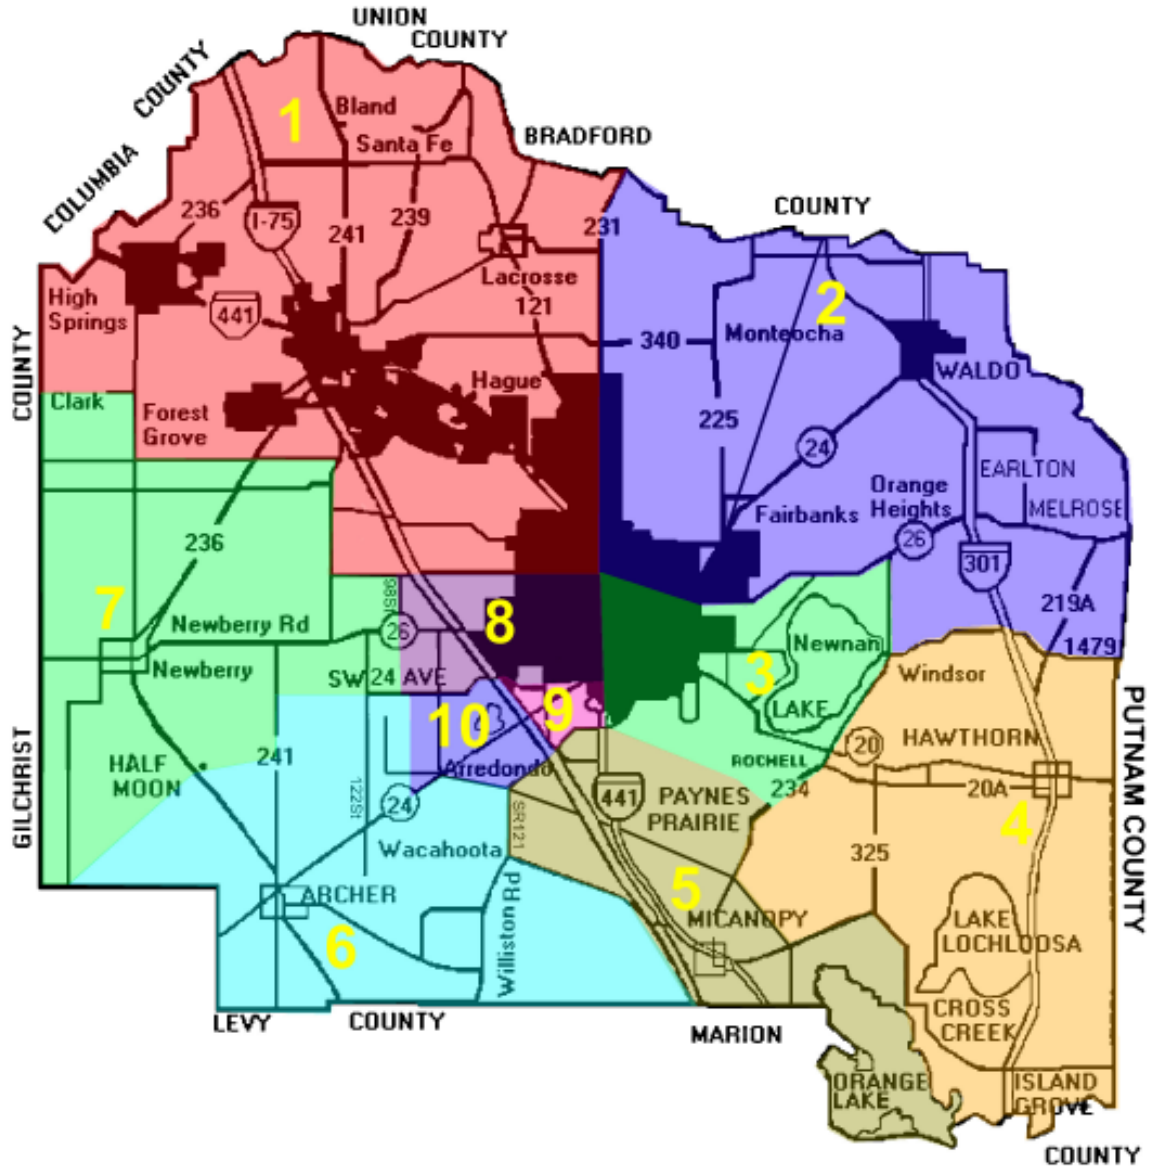 UNION
COUNTY
COUNTY
COLUMBIA
BRADFORD
1
Bland
Santa Fe
236
I-75
241
239
231
COUNTY
Lacrosse
121
High
Springs
441
2
340
Monteocha
COUNTY
WALDO
Clark
Forest
Grove
Hague
225
24
EARLTON
Orange
Heights
MELROSE
Fairbanks
26
301
236
7
Newberry Rd
98St
26
8
219A
1479
Newnan
3
LAKE
Windsor
Newberry
SW 24 AVE
10
9
20
HAWTHORN
PUTNAM COUNTY
GILCHRIST
HALF
MOON
241
122St
24
Arredondo
SR121
441
PAYNES
PRAIRIE
ROCHELL
234
20A
4
325
Wacahoota
ARCHER
5
MICANOPY
6
Williston Rd
LAKE
LOCHLOOSA
CROSS
CREEK
LEVY
COUNTY
MARION
ORANGE
LAKE
ISLAND
GROVE
COUNTY